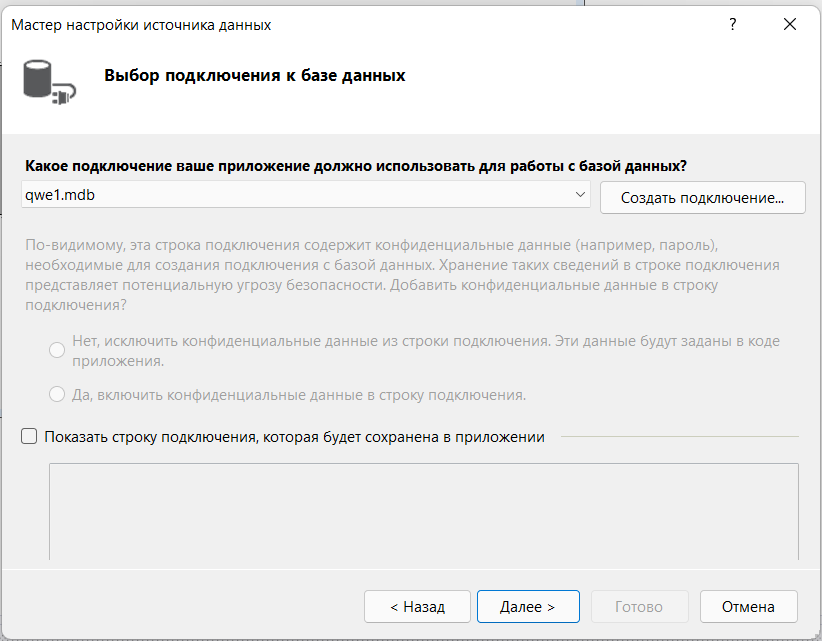 Мастер настройки источника данных
?
Выбор подключения к базе данных
Какое подключение ваше приложение должно использовать для работы с базой данных?
qwe1.mdb
Создать подключение...
По-видимому, эта строка подключения содержит конфиденциальные данные (например, пароль),
необходимые для создания подключения с базой данных. Хранение таких сведений в строке подключения
представляет потенциальную угрозу безопасности. Добавить конфиденциальные данные в строку
подключения?
Нет, исключить конфиденциальные данные из строки подключения. Эти данные будут заданы в коде
приложения.
Да, включить конфиденциальные данные в строку подключения.
Показать строку подключения, которая будет сохранена в приложении
< Назад
Далее >
Готово
Отмена